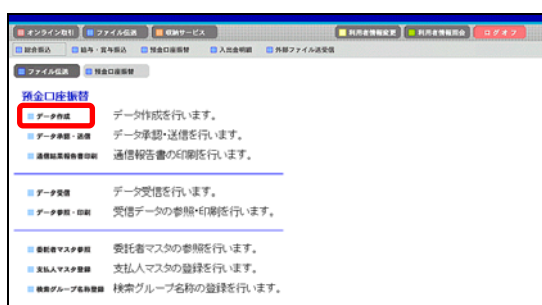 オンライン取引 ファイル伝送 収納サービス 利用者情報変更 利用者情報照会 ログオフ
総合振込 給与・賞与振込 預金口座振替 入出金明細 外部ファイル送受信
ファイル伝送 預金口座振替
預金口座振替
データ作成 データ作成を行います。
データ承認・送信 データ承認・送信を行います。
通信結果報告書印刷 通信報告書の印刷を行います。
データ受信 データ受信を行います。
データ参照・印刷 受信データの参照・印刷を行います。
委託者マスタ参照 委託者マスタの参照を行います。
支払人マスタ登録 支払人マスタの登録を行います。
検索グループ名称登録 検索グループ名称の登録を行います。